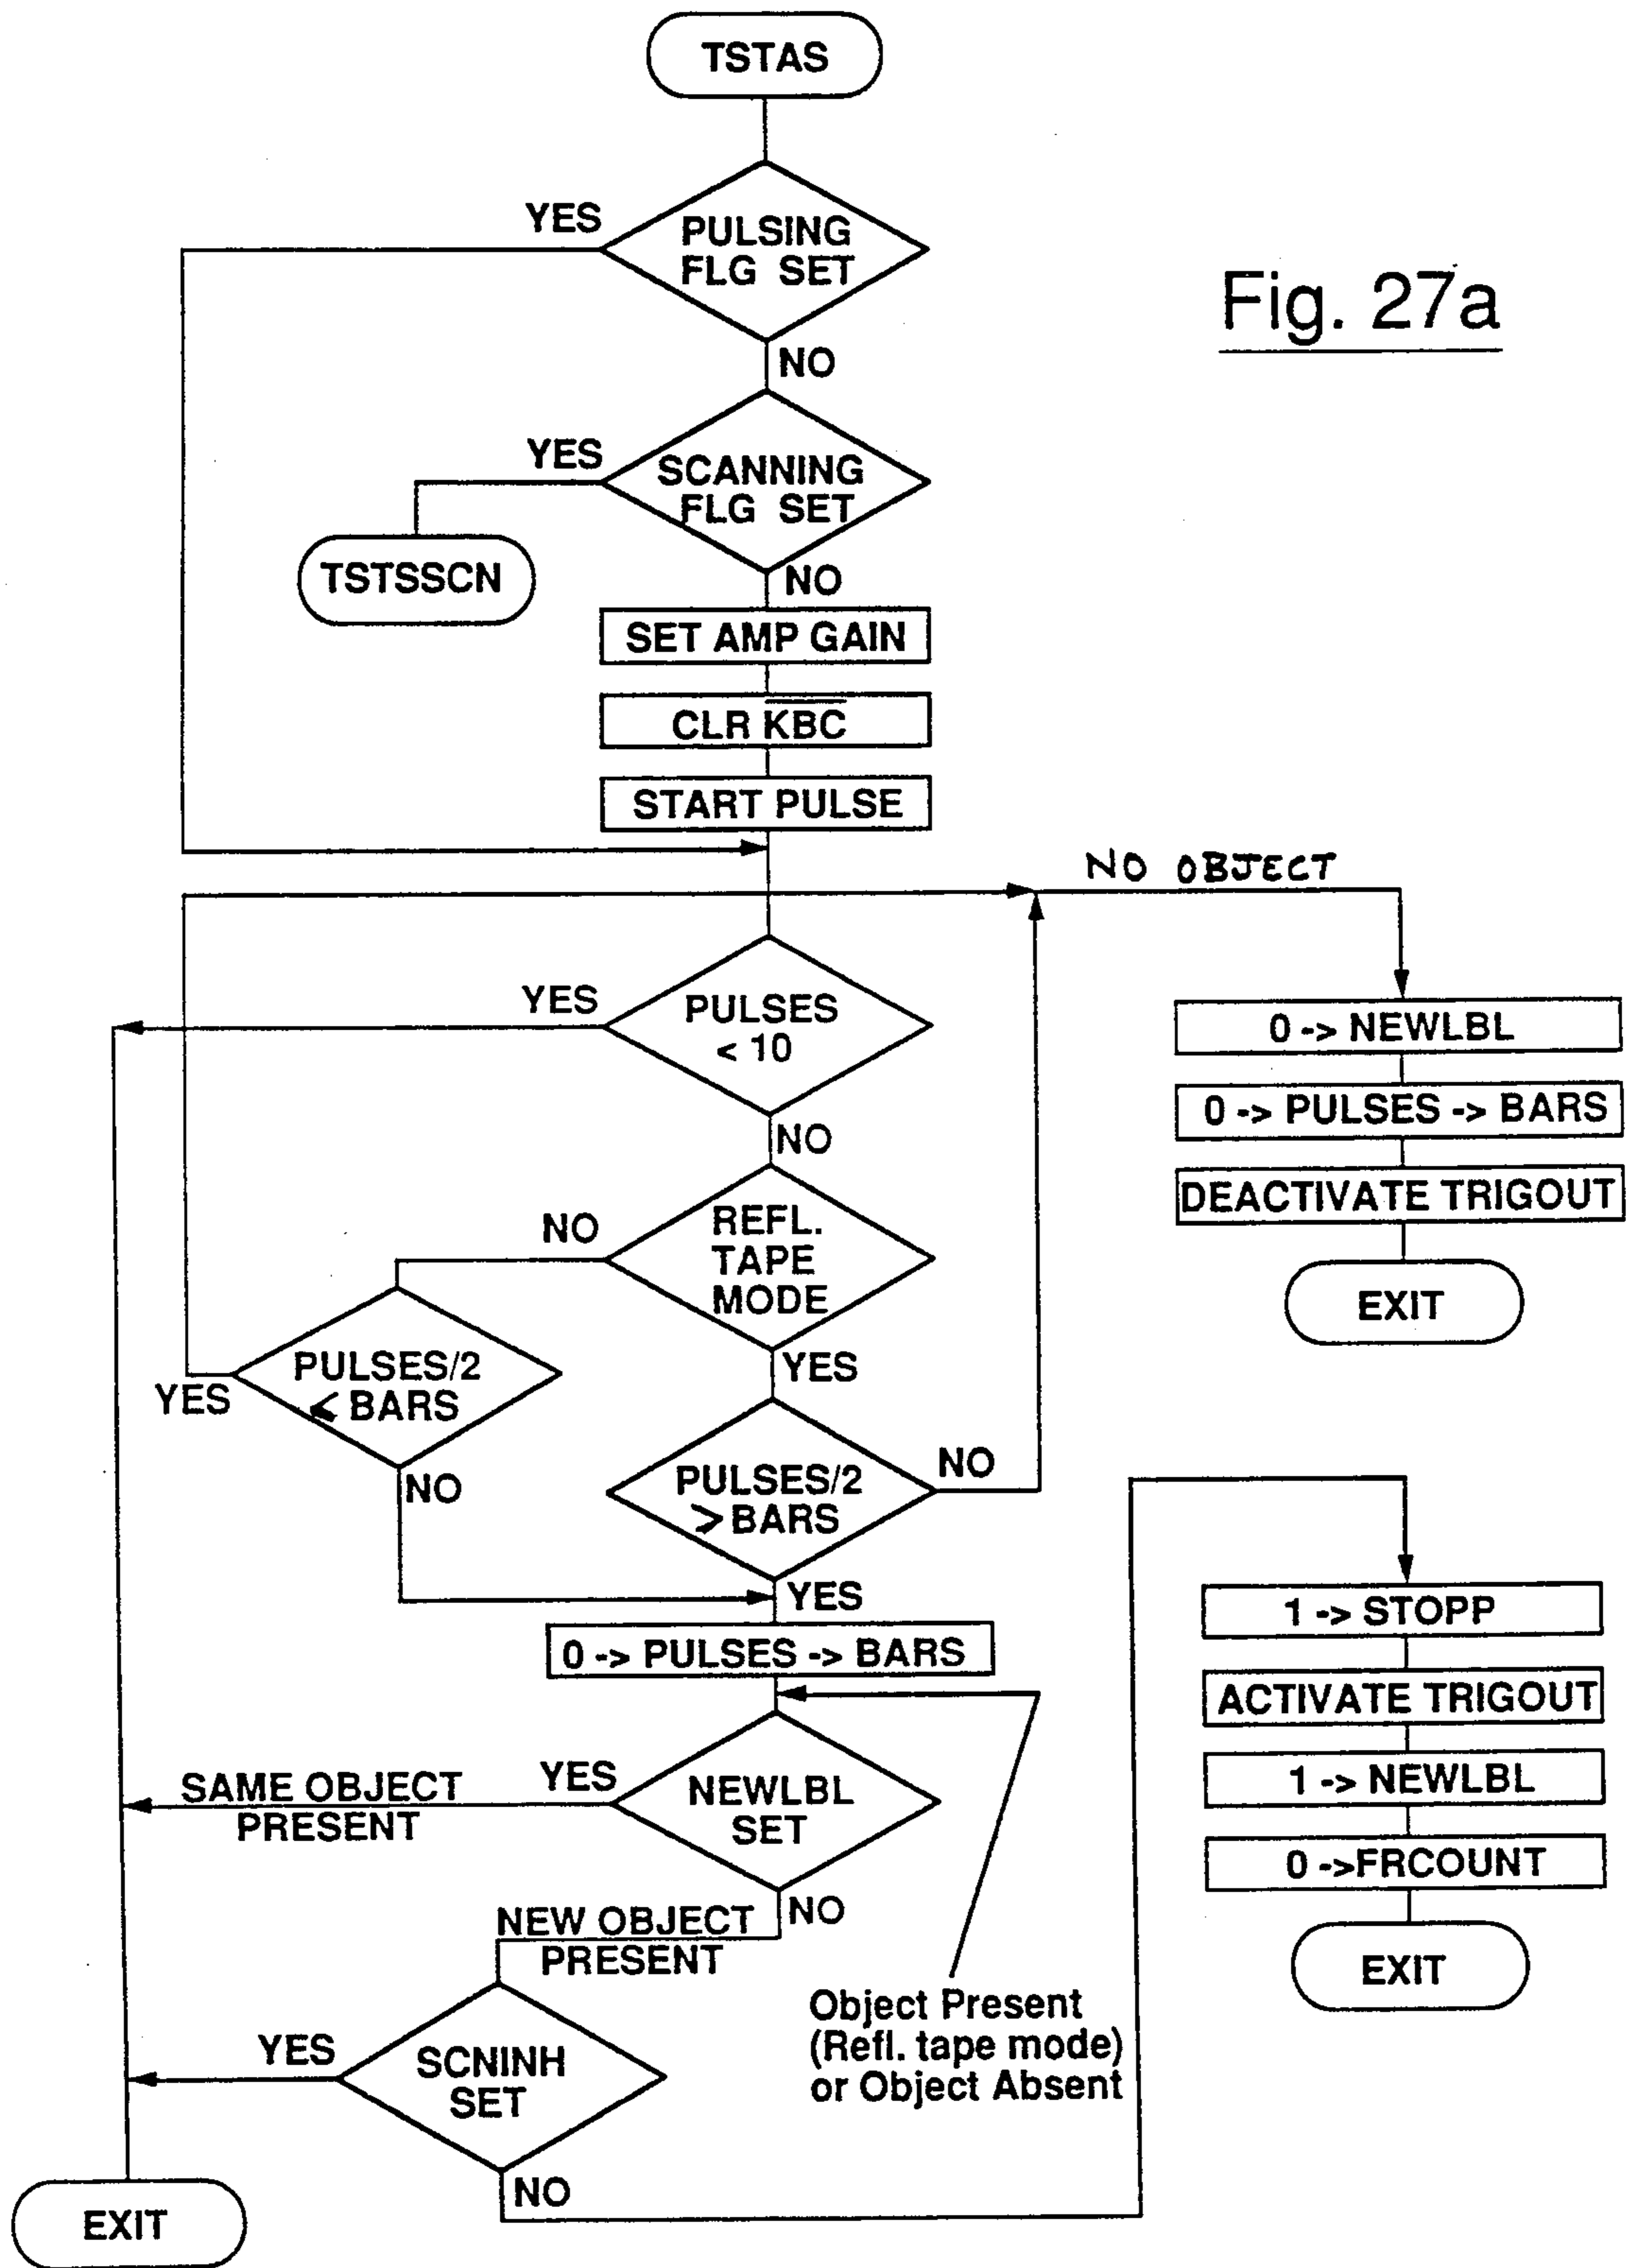 TSTAS
YES
PULSING
FLG SET
Fig. 27a
NO
YES
SCANNING
FLG SET
TSTSSCN
NO
SET AMP GAIN
CLR K̅B̅C̅
START PULSE
NO OBJECT
YES
PULSES
< 10
0 -> NEWLBL
NO
0 -> PULSES -> BARS
DEACTIVATE TRIGOUT
NO
REFL.
TAPE
MODE
EXIT
YES
PULSES/2
≤ BARS
YES
NO
PULSES/2
> BARS
NO
YES
1 -> STOPP
0 -> PULSES -> BARS
ACTIVATE TRIGOUT
SAME OBJECT
PRESENT
YES
NEWLBL
SET
1 -> NEWLBL
0 ->FRCOUNT
NO
NEW OBJECT
PRESENT
EXIT
Object Present
(Refl. tape mode)
or Object Absent
YES
SCNINH
SET
NO
EXIT